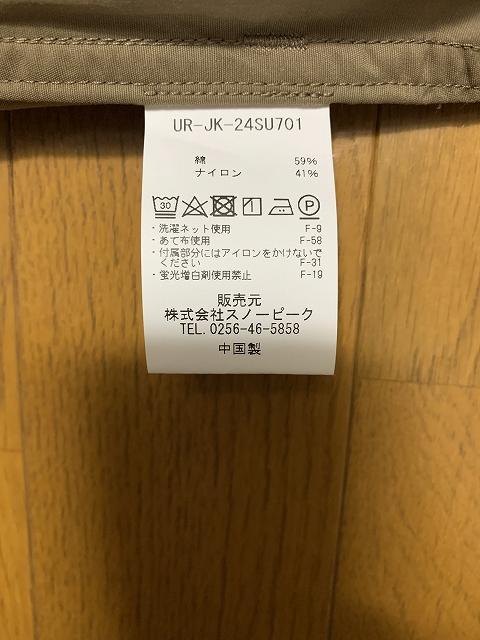 UR-JK-24SU701
綿 59%
ナイロン 41%
30 P
・洗濯ネット使用 F-9
・あて布使用 F-58
・付属部分にはアイロンをかけないで
ください F-31
・蛍光増白剤使用禁止 F-19
販売元
株式会社スノーピーク
TEL.0256-46-5858
中国製